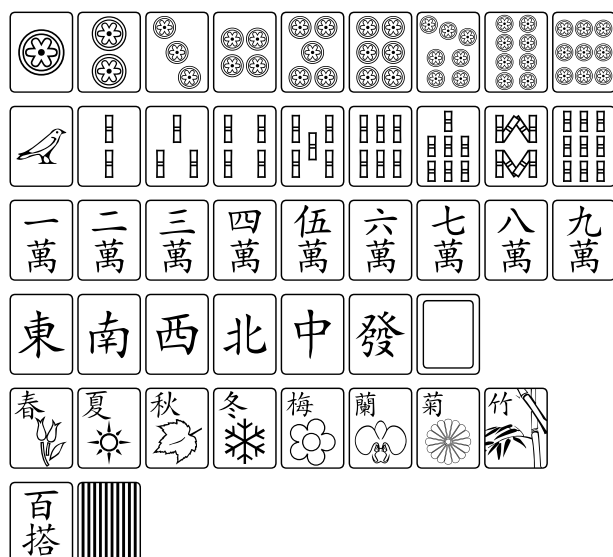 一 二 三 四 伍 六 七 八 九
萬 萬 萬 萬 萬 萬 萬 萬 萬
東 南 西 北 中 發
春 夏 秋 冬 梅 蘭 菊 竹
百
搭